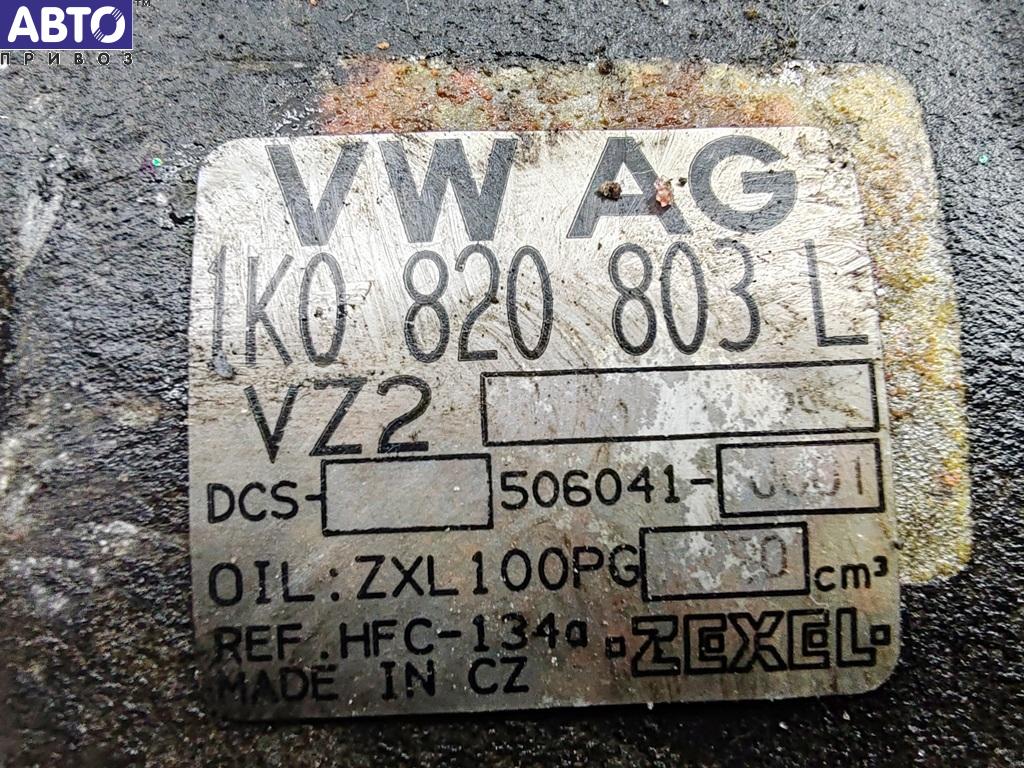 АВТО™
ПРИВОЗ
VW AG
1K0 820 803 L
VZ2
DCS- 506041-
OIL: ZXL100PG cm³
REF. HFC-134a ZEXEL
MADE IN CZ